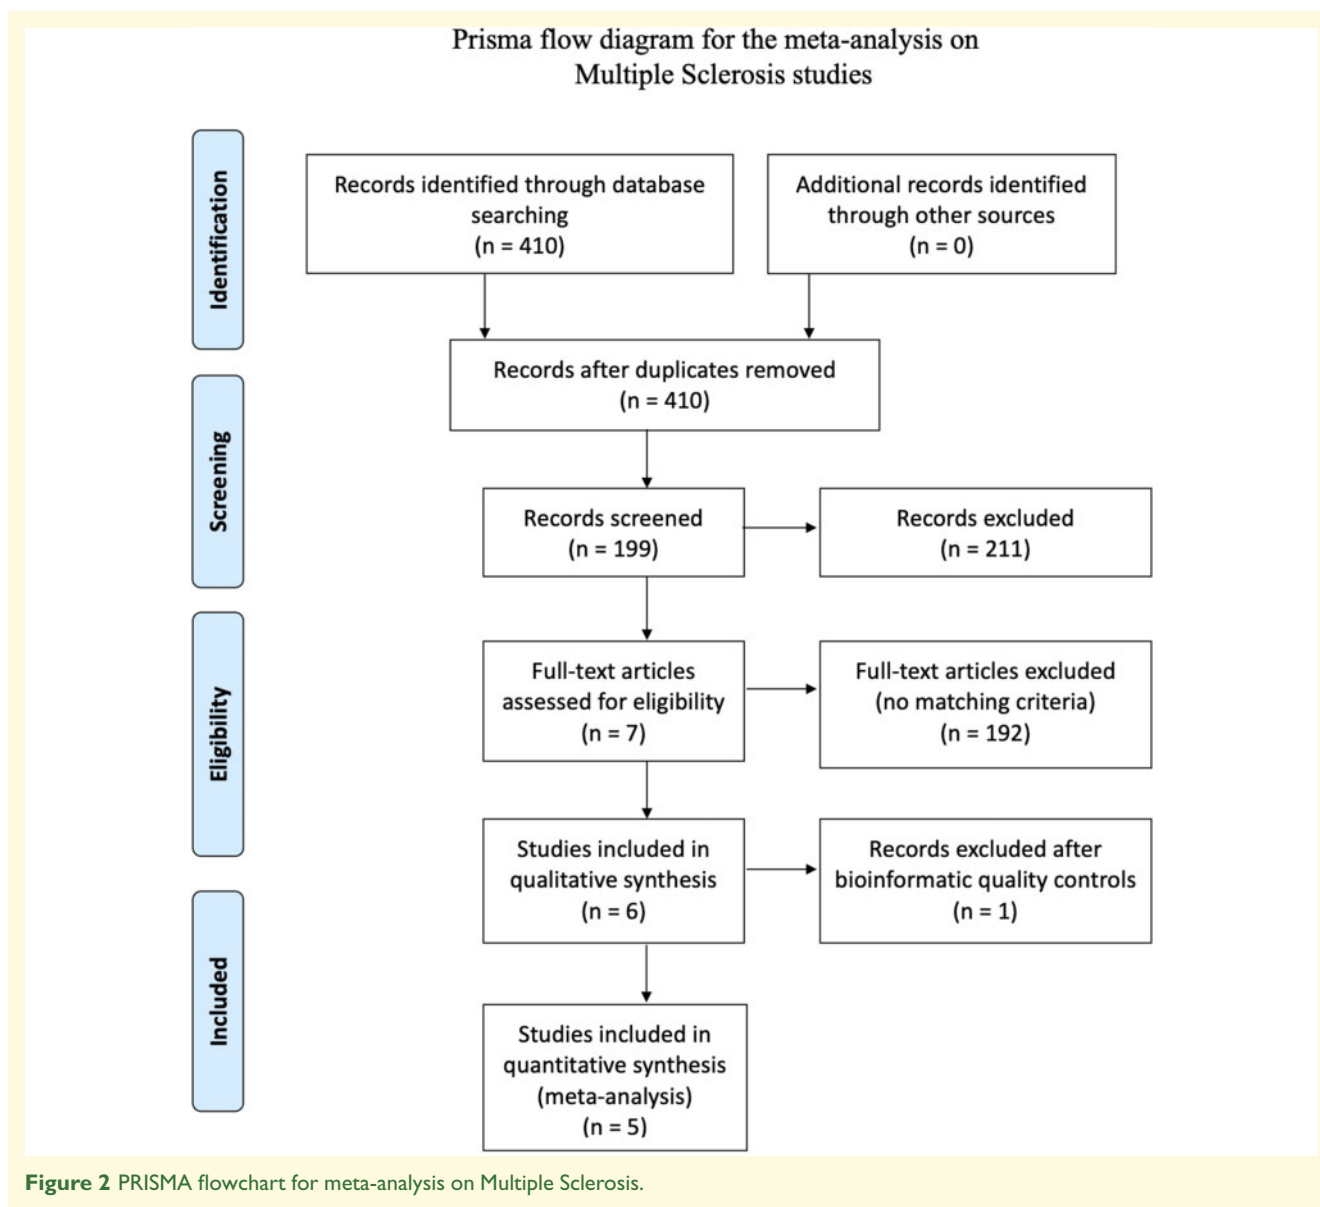 Prisma flow diagram for the meta-analysis on
Multiple Sclerosis studies
Identification
Records identified through database
searching
(n = 410)
Additional records identified
through other sources
(n = 0)
Records after duplicates removed
(n = 410)
Screening
Records screened
(n = 199)
Records excluded
(n = 211)
Eligibility
Full-text articles
assessed for eligibility
(n = 7)
Full-text articles excluded
(no matching criteria)
(n = 192)
Studies included in
qualitative synthesis
(n = 6)
Records excluded after
bioinformatic quality controls
(n = 1)
Included
Studies included in
quantitative synthesis
(meta-analysis)
(n = 5)
Figure 2 PRISMA flowchart for meta-analysis on Multiple Sclerosis.